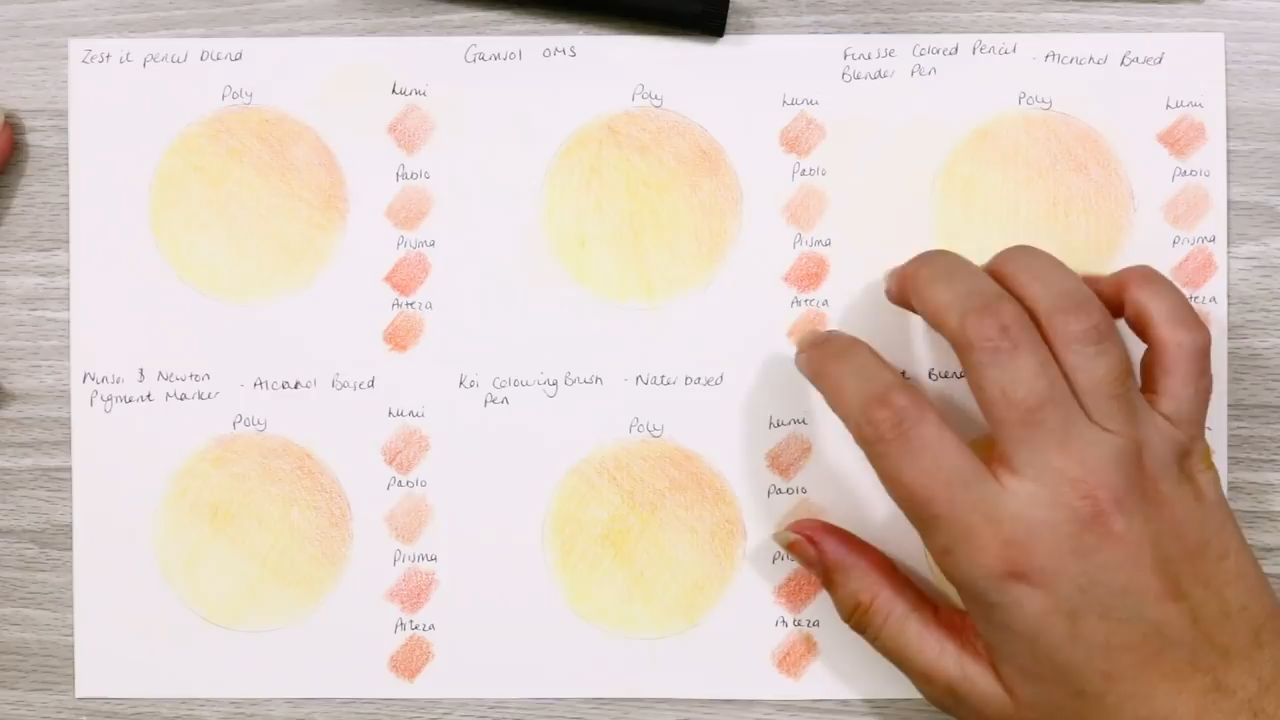 Zest it pencil blend
Poly
Lumi
Pablo
Prisma
Arteza
Gamsol OMS
Poly
Lumi
Pablo
Prisma
Arteza
Finesse Colored Pencil - Alcohol Based
Blender Pen
Poly
Lumi
Pablo
Prisma
teza
Winsor & Newton - Alcohol Based
Pigment Marker
Poly
Lumi
Pablo
Prisma
Arteza
Koi Colouring Brush - Water based
Pen
Poly
Lumi
Pablo
Arteza